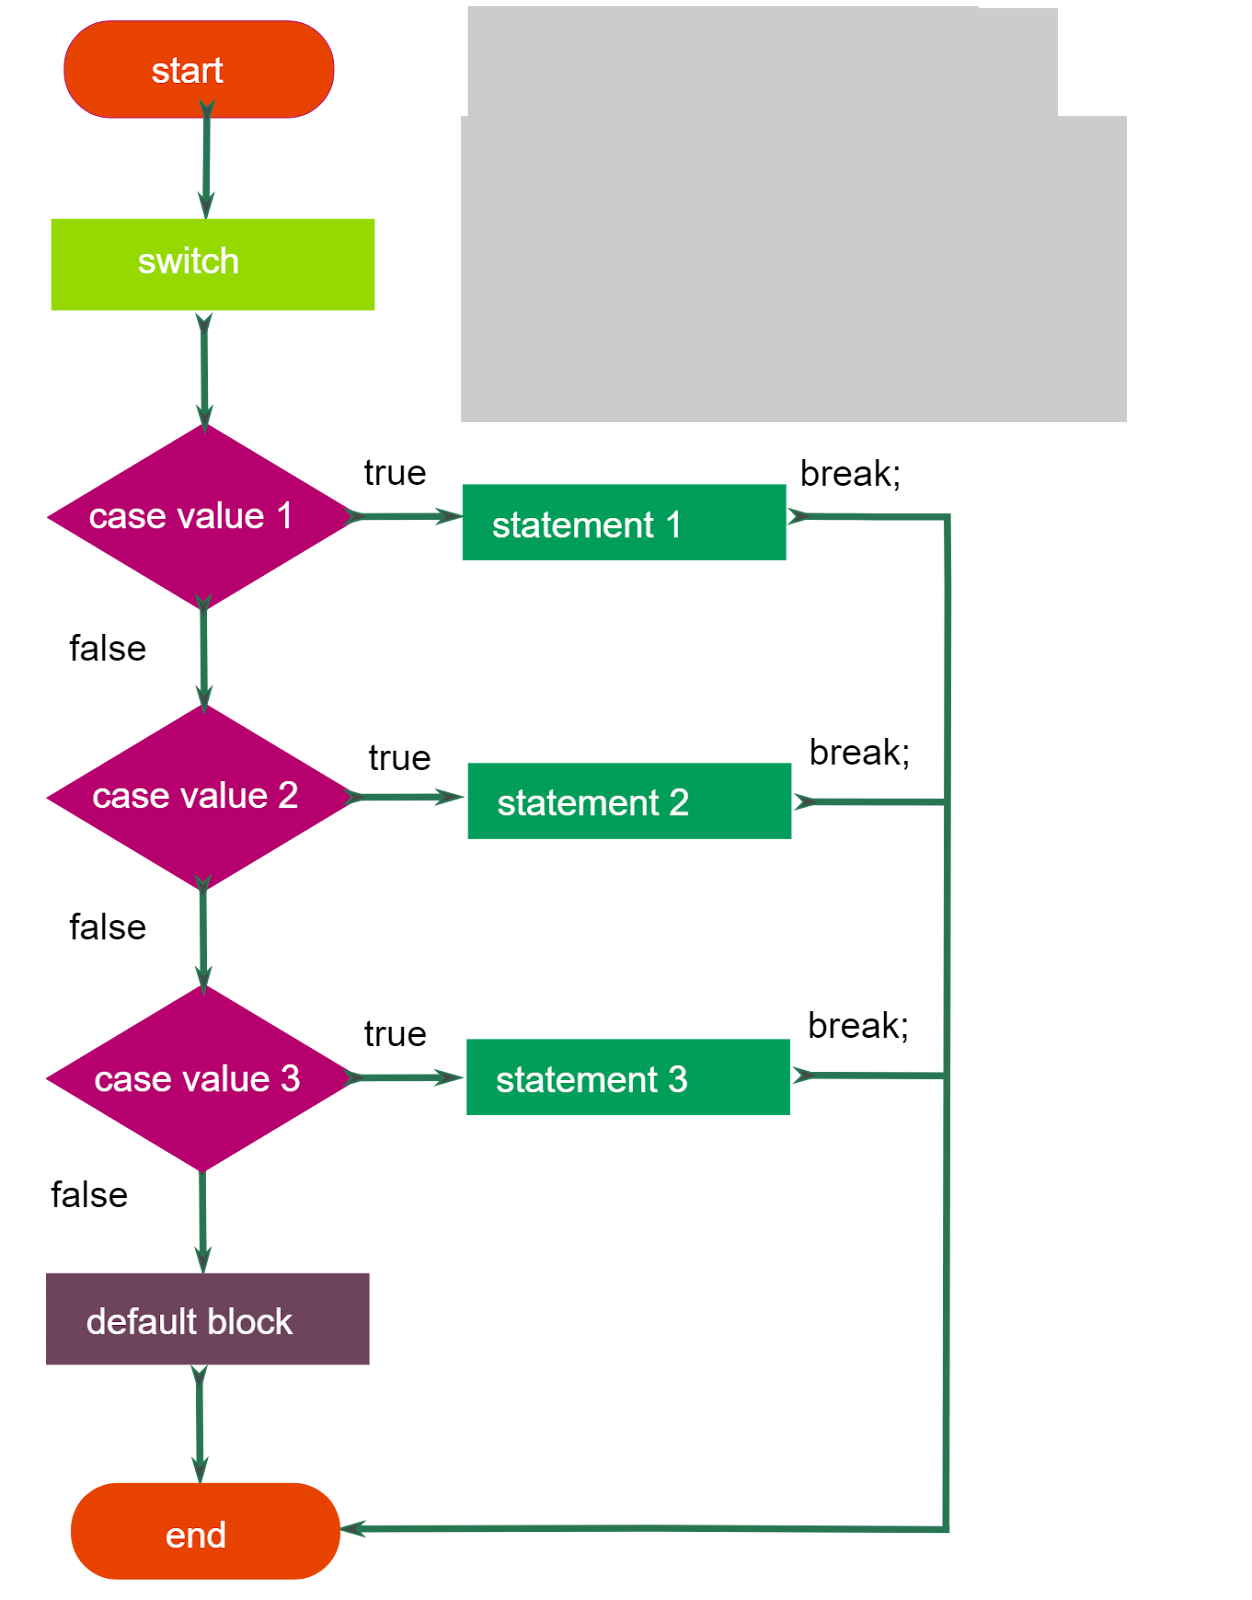 start
switch
case value 1
true
statement 1
break;
false
case value 2
true
statement 2
break;
false
case value 3
true
statement 3
break;
false
default block
end